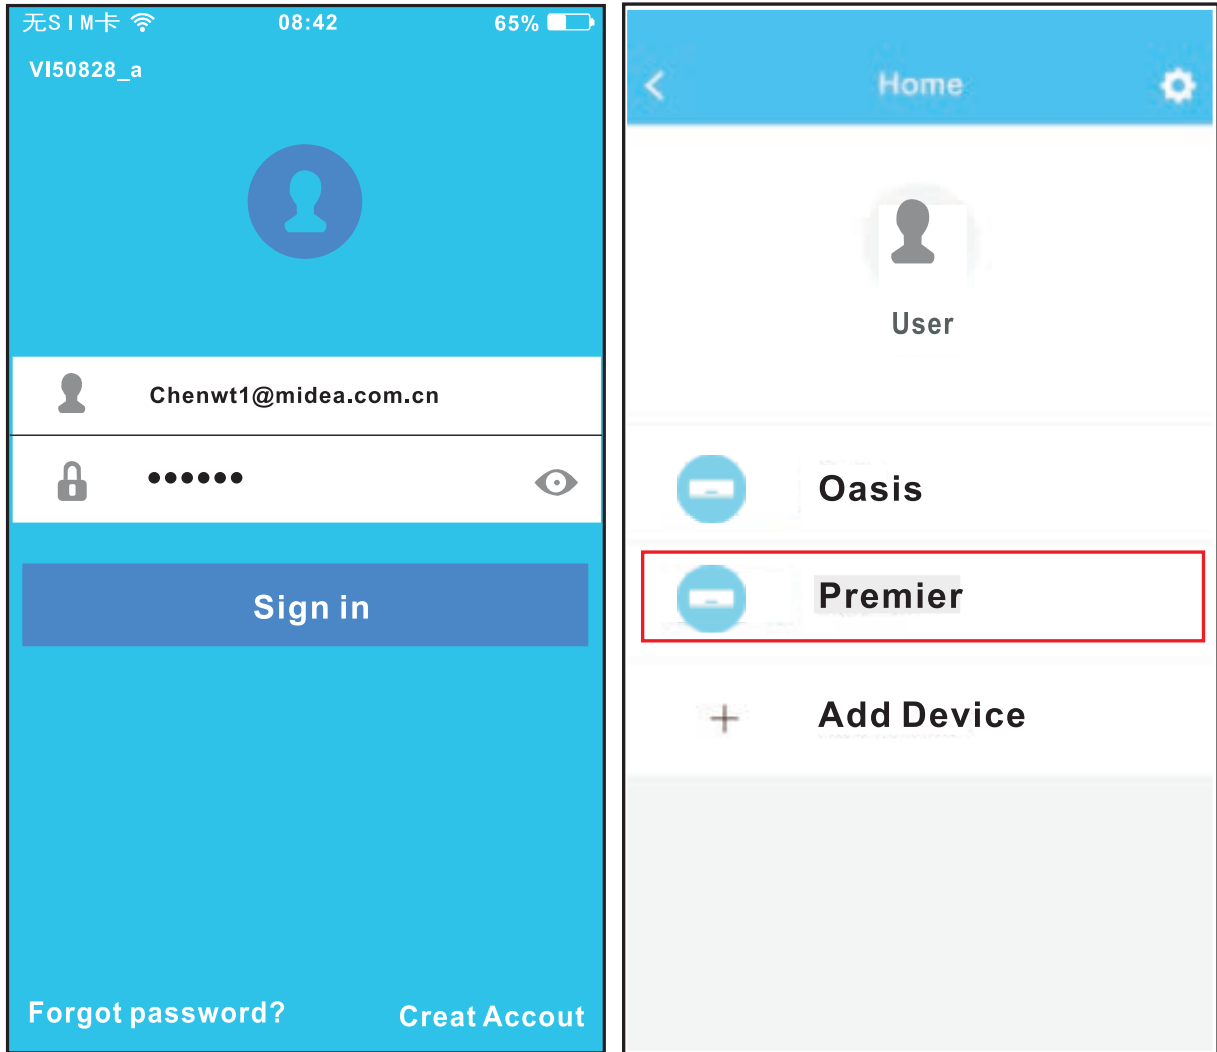 无SIM卡 08:42 65%
VI50828_a
Chenwt1@midea.com.cn
••••••
Sign in
Forgot password? Creat Accout
Home
User
Oasis
Premier
Add Device